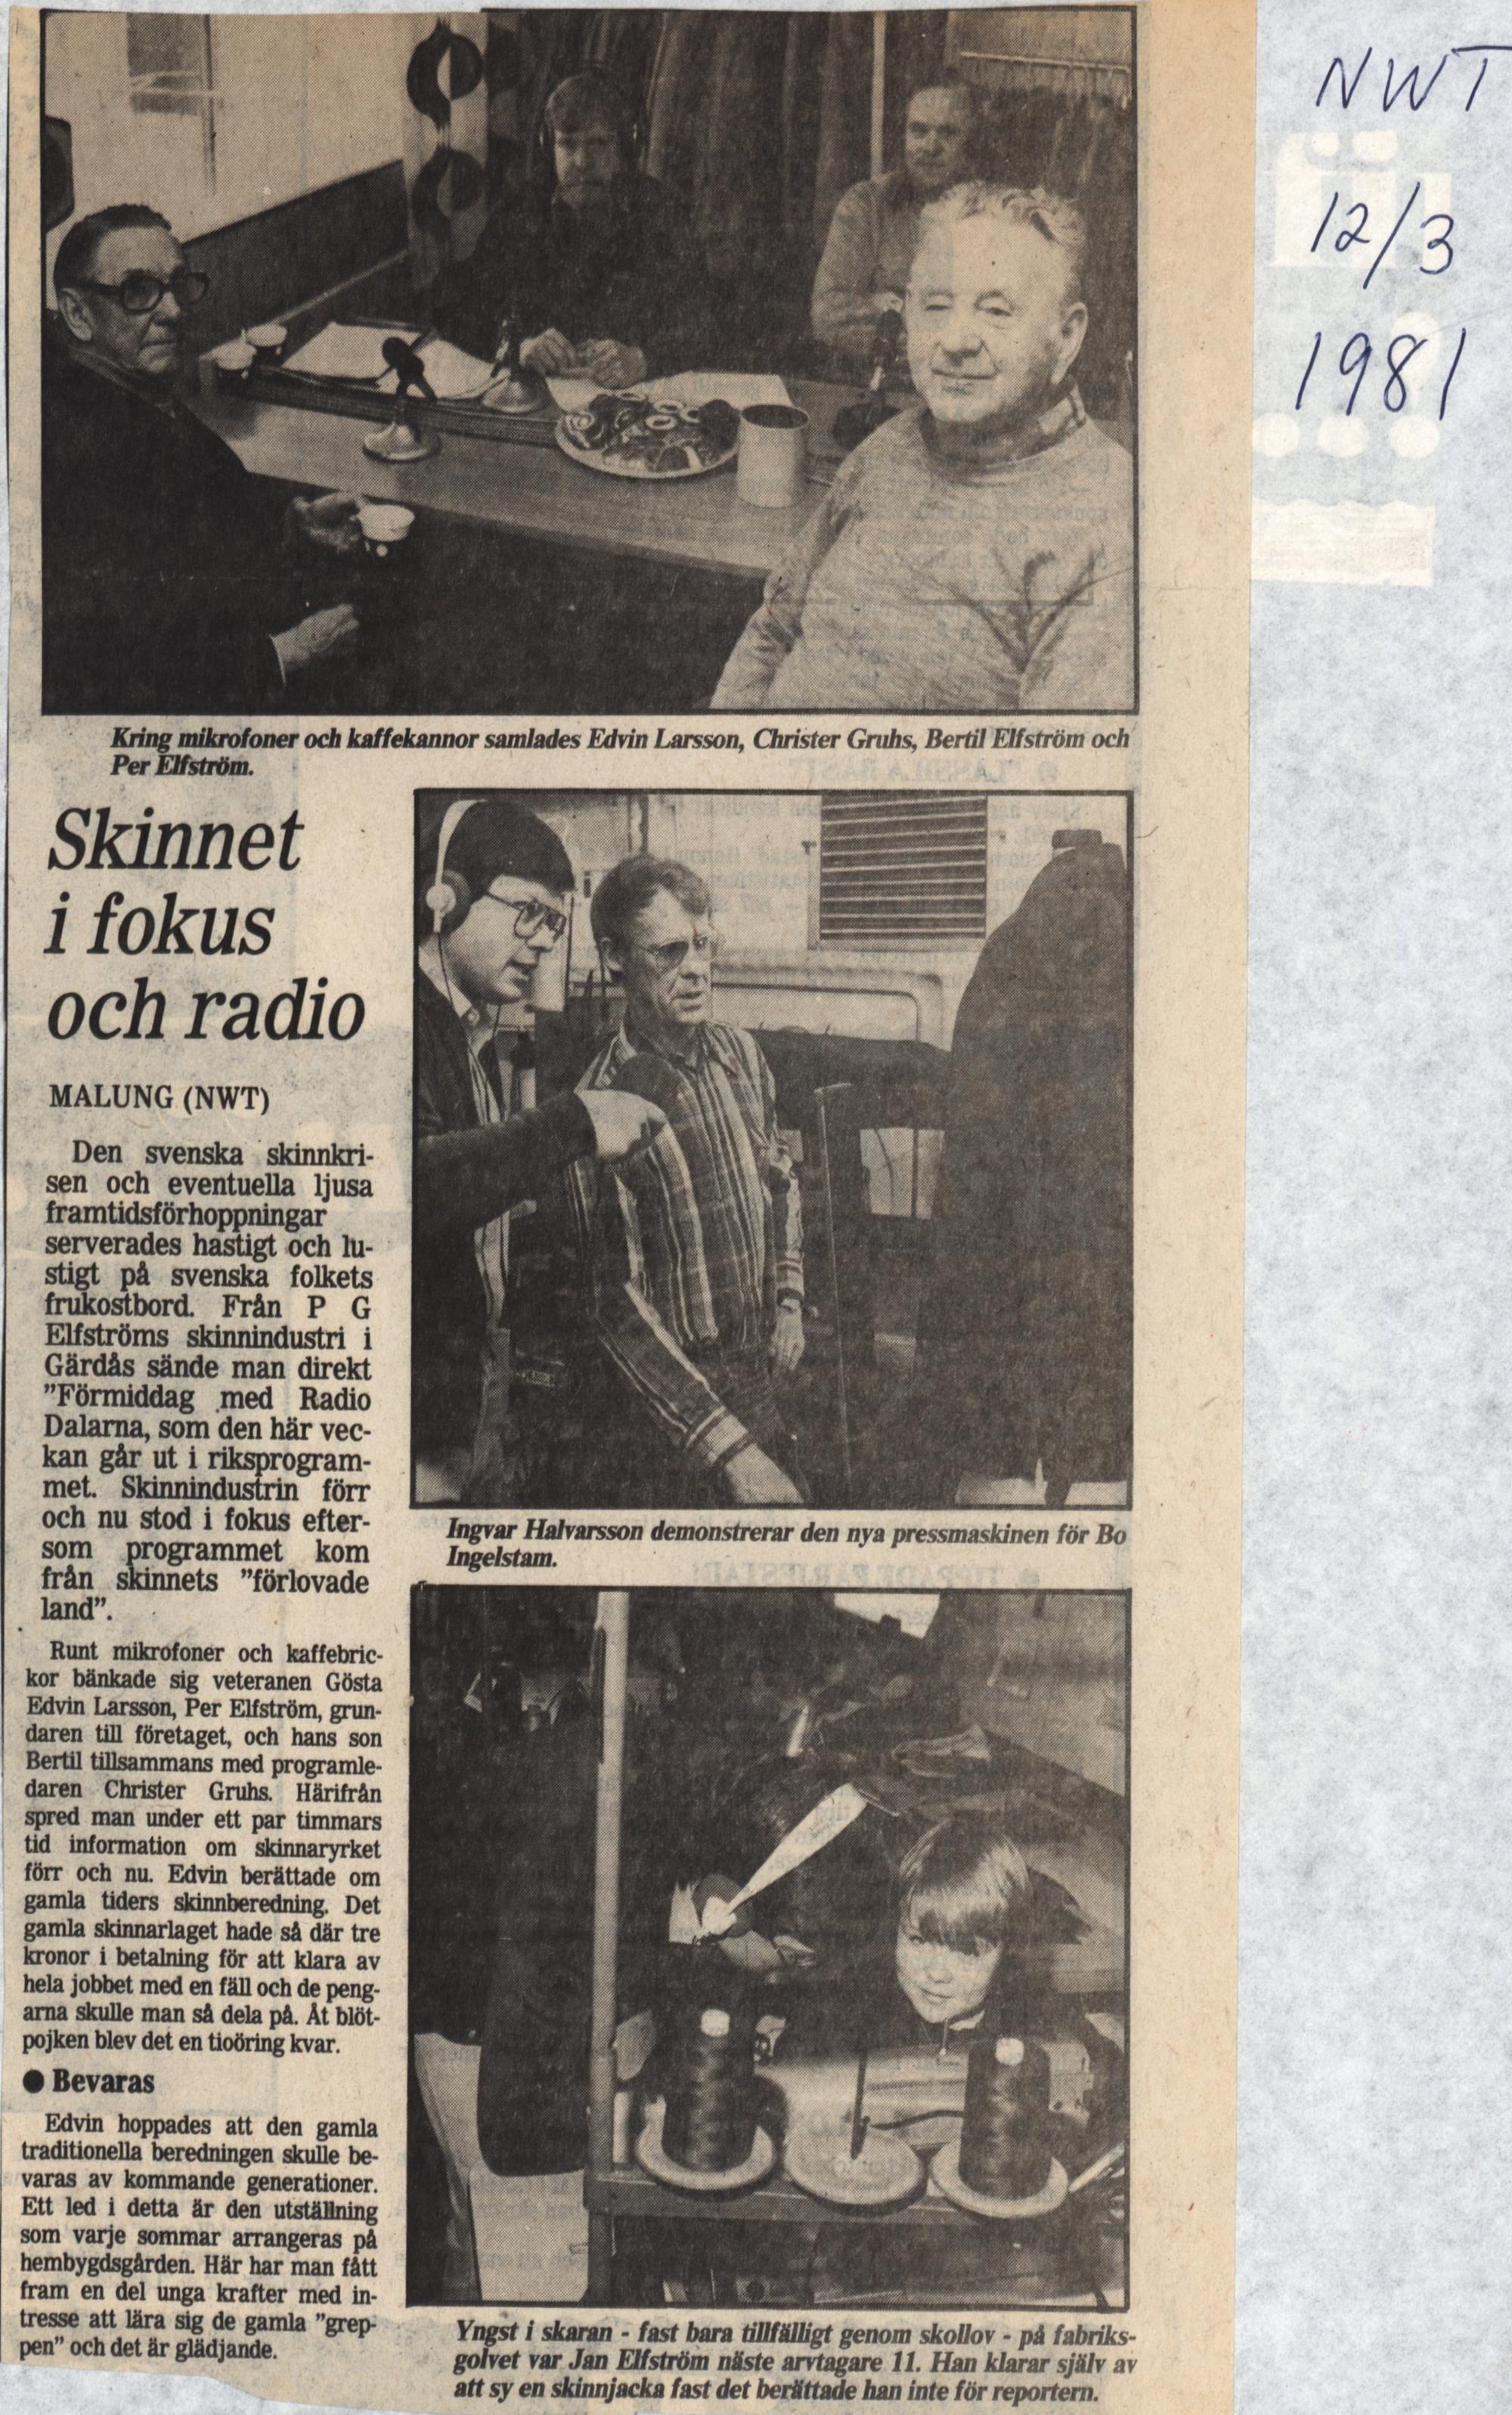 NWT
12/3
1981
Kring mikrofoner och kaffekannor samlades Edvin Larsson, Christer Gruhs, Bertil Elfström och
Per Elfström.
Skinnet
i fokus
och radio
MALUNG (NWT)
Den svenska skinnkri-
sen och eventuella ljusa
framtidsförhoppningar
serverades hastigt och lu-
stigt på svenska folkets
frukostbord. Från P G
Elfströms skinnindustri i
Gärdås sände man direkt
”Förmiddag med Radio
Dalarna, som den här vec-
kan går ut i riksprogram-
met. Skinnindustrin förr
och nu stod i fokus efter-
som programmet kom
från skinnets ”förlovade
land”.
Runt mikrofoner och kaffebric-
kor bänkade sig veteranen Gösta
Edvin Larsson, Per Elfström, grun-
daren till företaget, och hans son
Bertil tillsammans med programle-
daren Christer Gruhs. Härifrån
spred man under ett par timmars
tid information om skinnaryrket
förr och nu. Edvin berättade om
gamla tiders skinnberedning. Det
gamla skinnarlaget hade så där tre
kronor i betalning för att klara av
hela jobbet med en fäll och de peng-
arna skulle man så dela på. Åt blöt-
pojken blev det en tioöring kvar.
● Bevaras
Edvin hoppades att den gamla
traditionella beredningen skulle be-
varas av kommande generationer.
Ett led i detta är den utställning
som varje sommar arrangeras på
hembygdsgården. Här har man fått
fram en del unga krafter med in-
tresse att lära sig de gamla ”grep-
pen” och det är glädjande.
Ingvar Halvarsson demonstrerar den nya pressmaskinen för Bo
Ingelstam.
Yngst i skaran - fast bara tillfälligt genom skollov - på fabriks-
golvet var Jan Elfström näste arvtagare 11. Han klarar själv av
att sy en skinnjacka fast det berättade han inte för reportern.